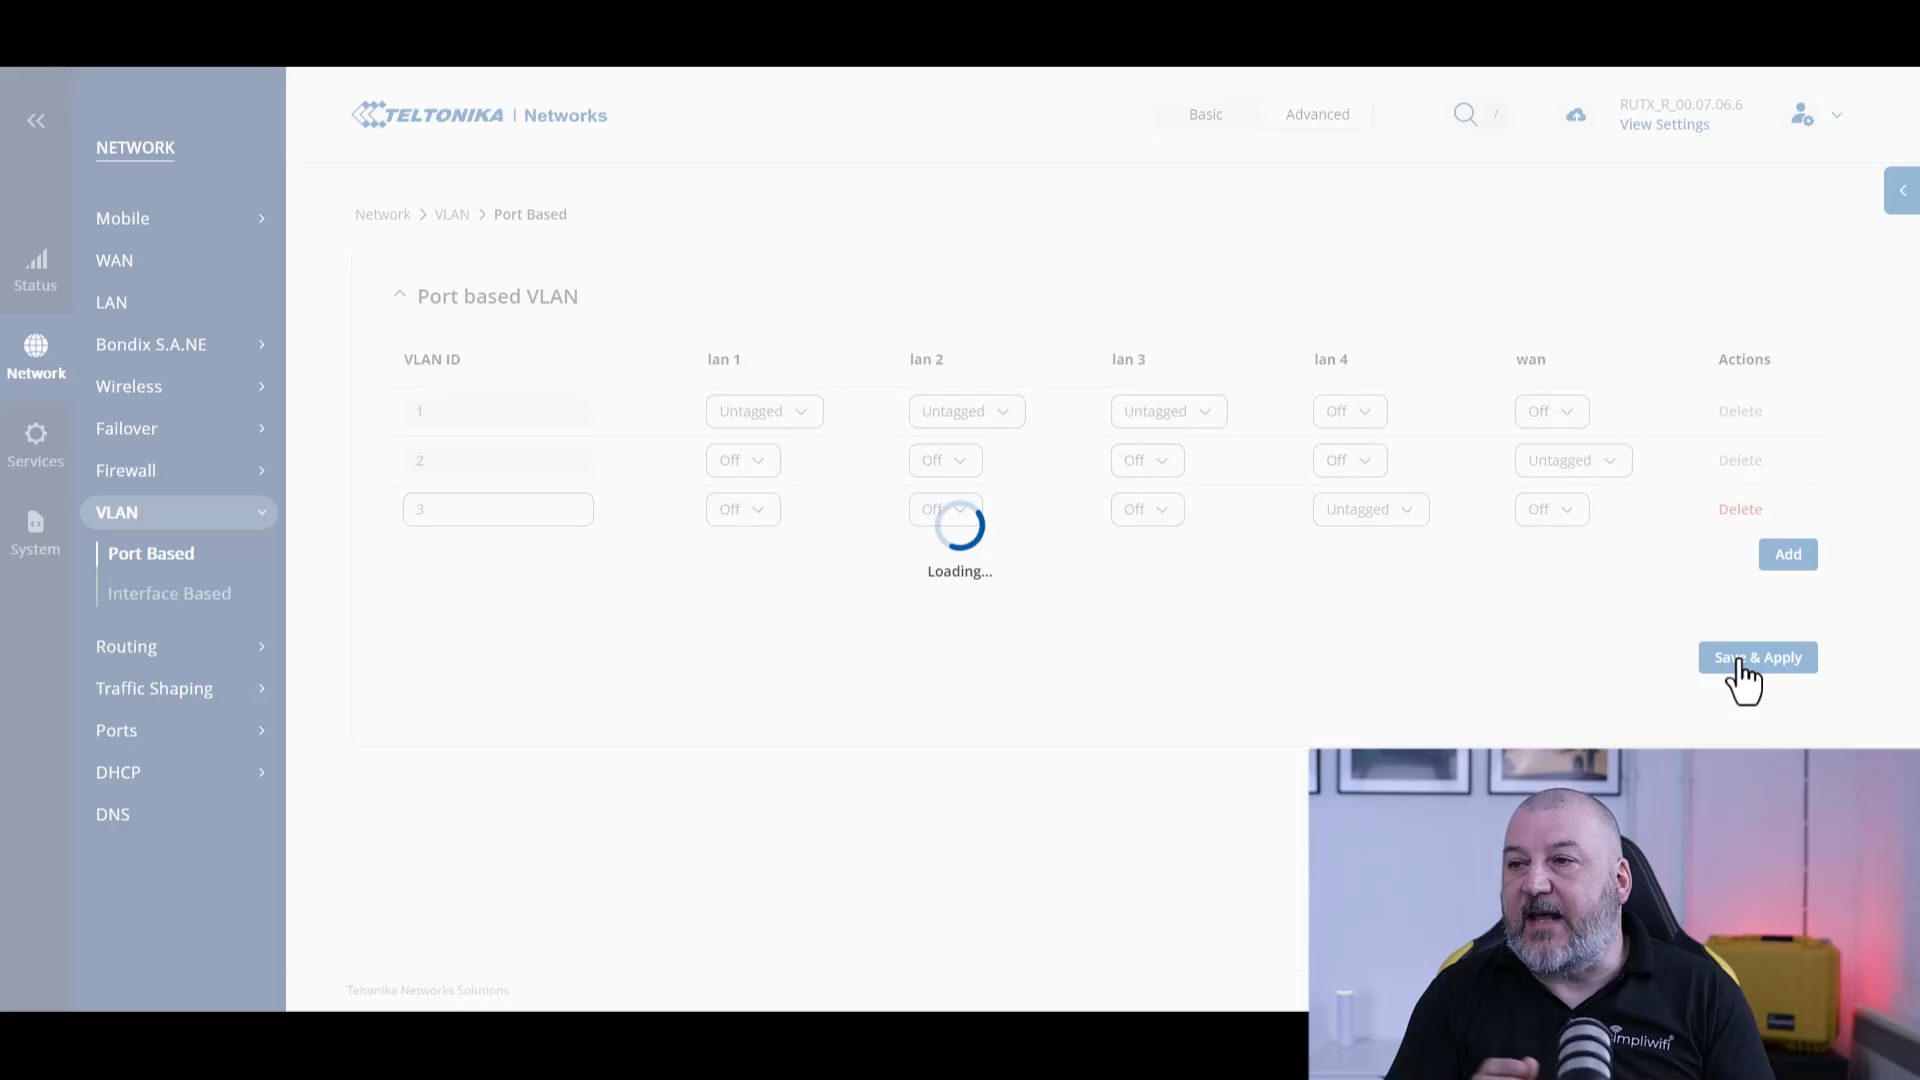 TELTONIKA | Networks
Basic
Advanced
/
RUTX_R_00.07.06.6
View Settings
NETWORK
Mobile
WAN
LAN
Bondix S.A.NE
Wireless
Failover
Firewall
VLAN
Port Based
Interface Based
Routing
Traffic Shaping
Ports
DHCP
DNS
Status
Network
Services
System
Network > VLAN > Port Based
Port based VLAN
VLAN ID lan 1 lan 2 lan 3 lan 4 wan Actions
1 Untagged Untagged Untagged Off Off Delete
2 Off Off Off Off Untagged Delete
3 Off Off Off Untagged Off Delete
Loading...
Add
Save & Apply
Teltonika Networks Solutions
simpliwifi